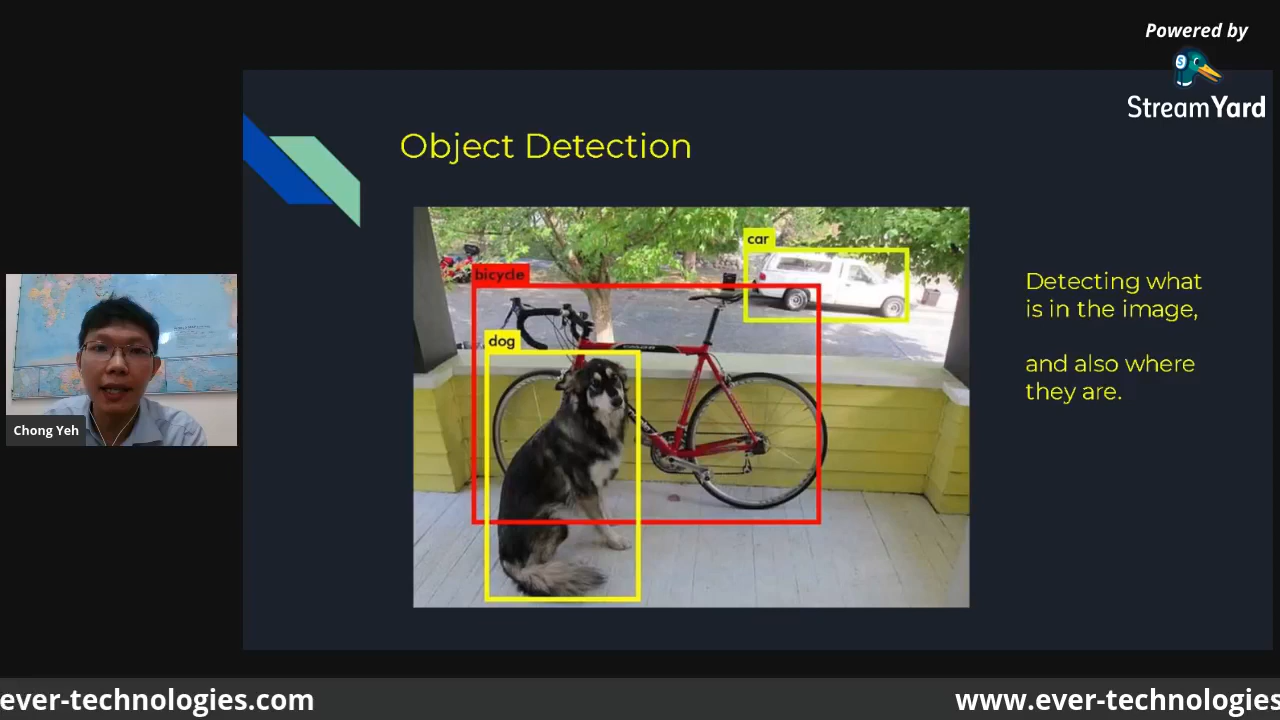 Powered by
StreamYard
Object Detection
car
bicycle
dog
Detecting what
is in the image,
and also where
they are.
Chong Yeh
ever-technologies.com
www.ever-technologies